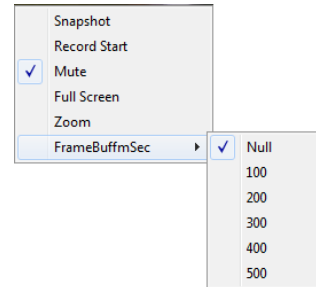 Snapshot
Record Start
Mute
Full Screen
Zoom
FrameBuffmSec
Null
100
200
300
400
500